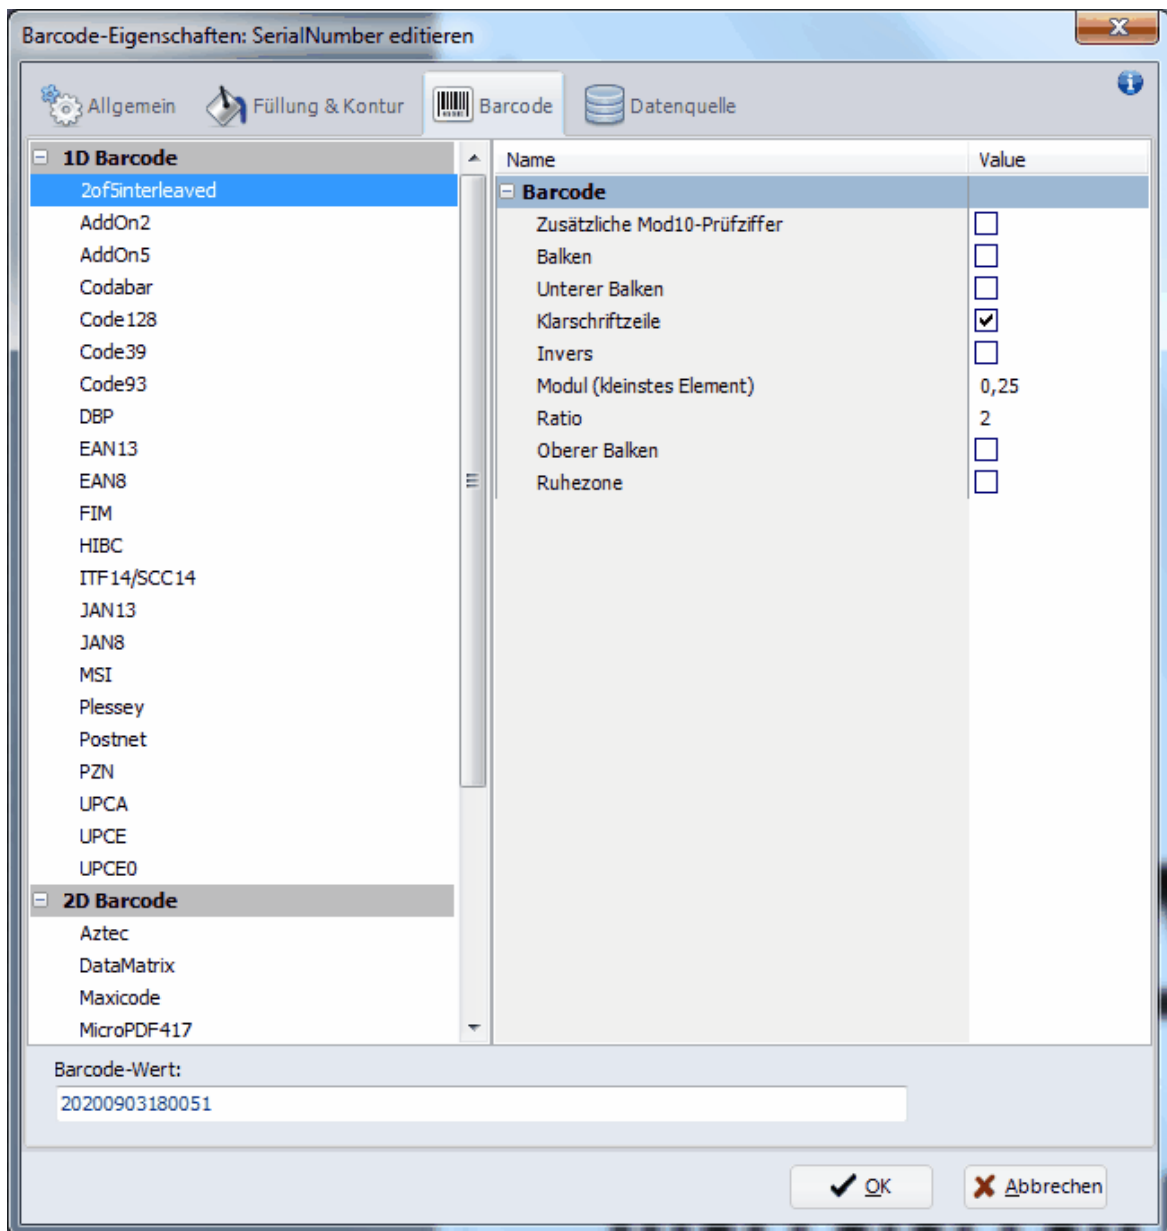 Barcode-Eigenschaften: SerialNumber editieren
Allgemein Füllung & Kontur Barcode Datenquelle
1D Barcode
2of5interleaved
AddOn2
AddOn5
Codabar
Code128
Code39
Code93
DBP
EAN13
EAN8
FIM
HIBC
ITF14/SCC14
JAN13
JAN8
MSI
Plessey
Postnet
PZN
UPCA
UPCE
UPCE0
2D Barcode
Aztec
DataMatrix
Maxicode
MicroPDF417
Name Value
Barcode
Zusätzliche Mod10-Prüfziffer
Balken
Unterer Balken
Klarschriftzeile
Invers
Modul (kleinstes Element) 0,25
Ratio 2
Oberer Balken
Ruhezone
Barcode-Wert:
20200903180051
OK Abbrechen